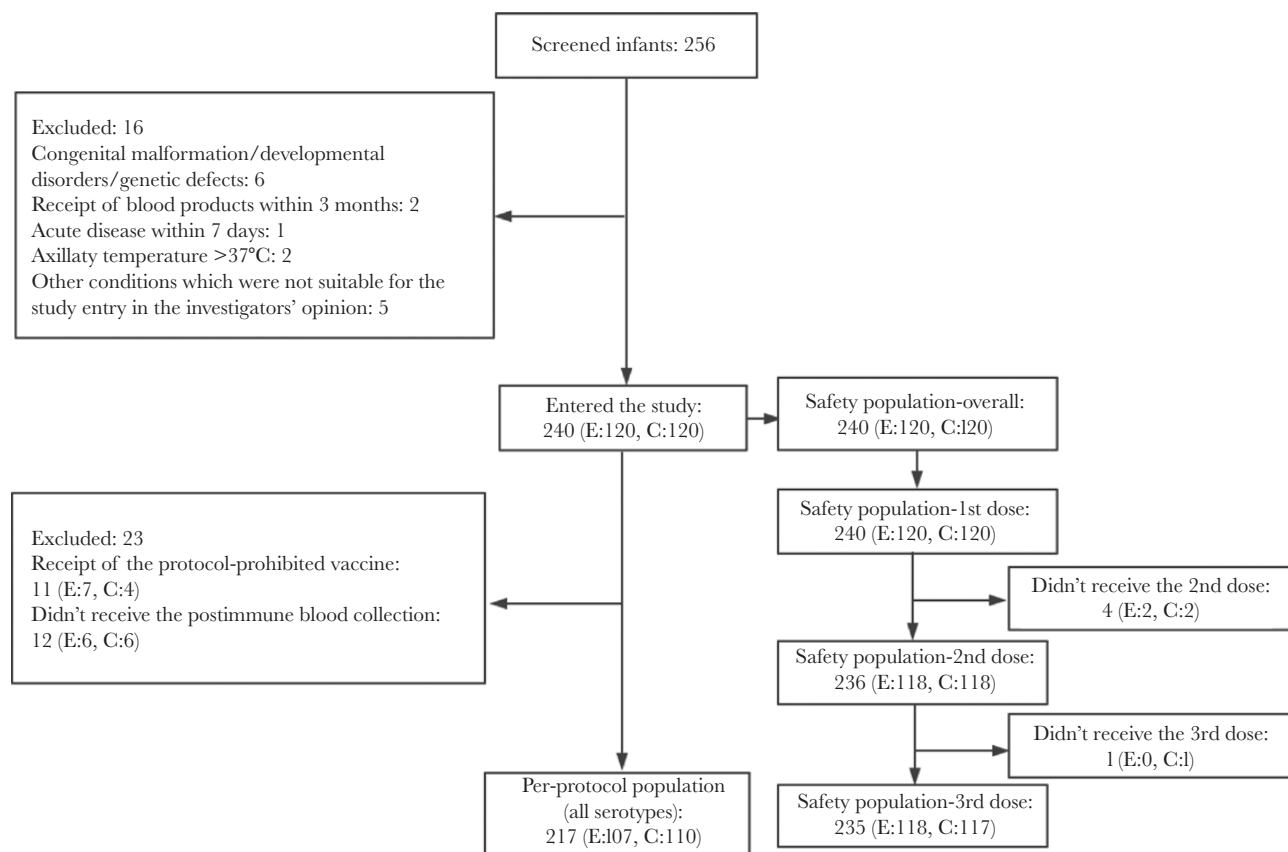 Screened infants: 256
Excluded: 16
Congenital malformation/developmental
disorders/genetic defects: 6
Receipt of blood products within 3 months: 2
Acute disease within 7 days: 1
Axillaty temperature >37°C: 2
Other conditions which were not suitable for the
study entry in the investigators’ opinion: 5
Entered the study:
240 (E:120, C:120)
Safety population-overall:
240 (E:120, C:l20)
Safety population-1st dose:
240 (E:120, C:120)
Excluded: 23
Receipt of the protocol-prohibited vaccine:
11 (E:7, C:4)
Didn’t receive the postimmune blood collection:
12 (E:6, C:6)
Didn’t receive the 2nd dose:
4 (E:2, C:2)
Safety population-2nd dose:
236 (E:118, C:118)
Didn’t receive the 3rd dose:
l (E:0, C:l)
Per-protocol population
(all serotypes):
217 (E:l07, C:110)
Safety population-3rd dose:
235 (E:118, C:117)